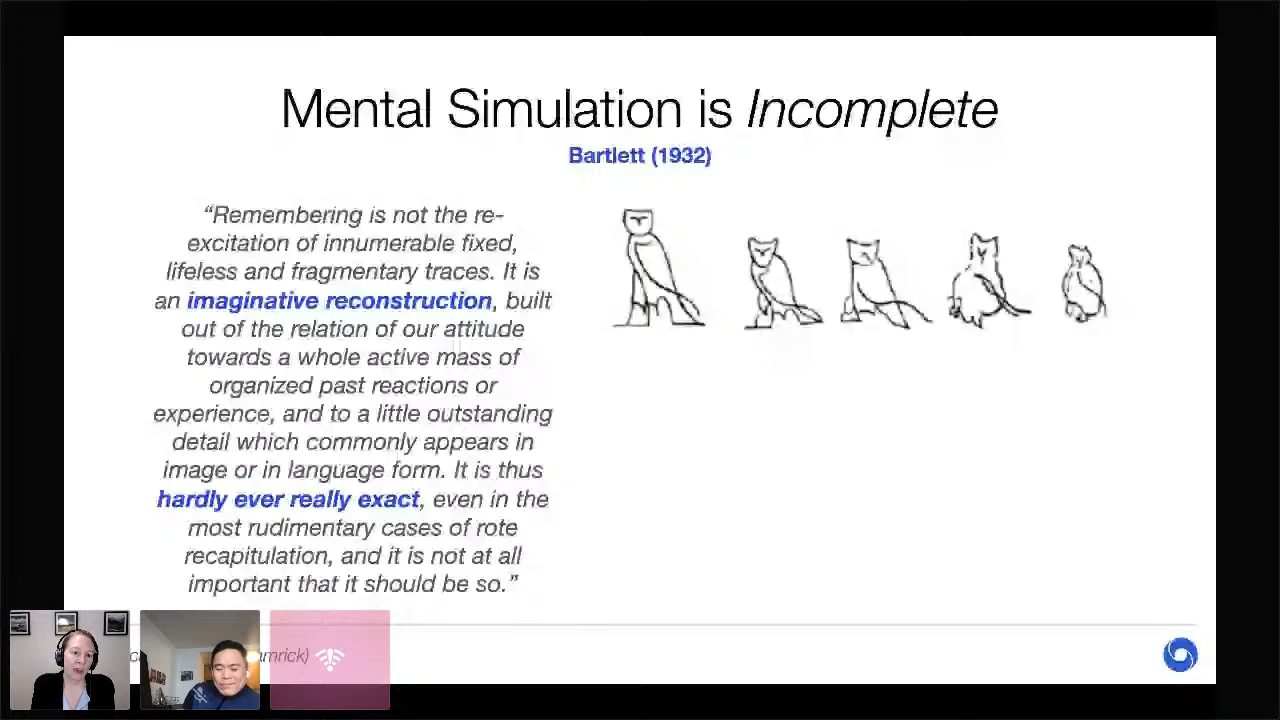 Mental Simulation is Incomplete
Bartlett (1932)
“Remembering is not the re-
excitation of innumerable fixed,
lifeless and fragmentary traces. It is
an imaginative reconstruction, built
out of the relation of our attitude
towards a whole active mass of
organized past reactions or
experience, and to a little outstanding
detail which commonly appears in
image or in language form. It is thus
hardly ever really exact, even in the
most rudimentary cases of rote
recapitulation, and it is not at all
important that it should be so.”
amrick)